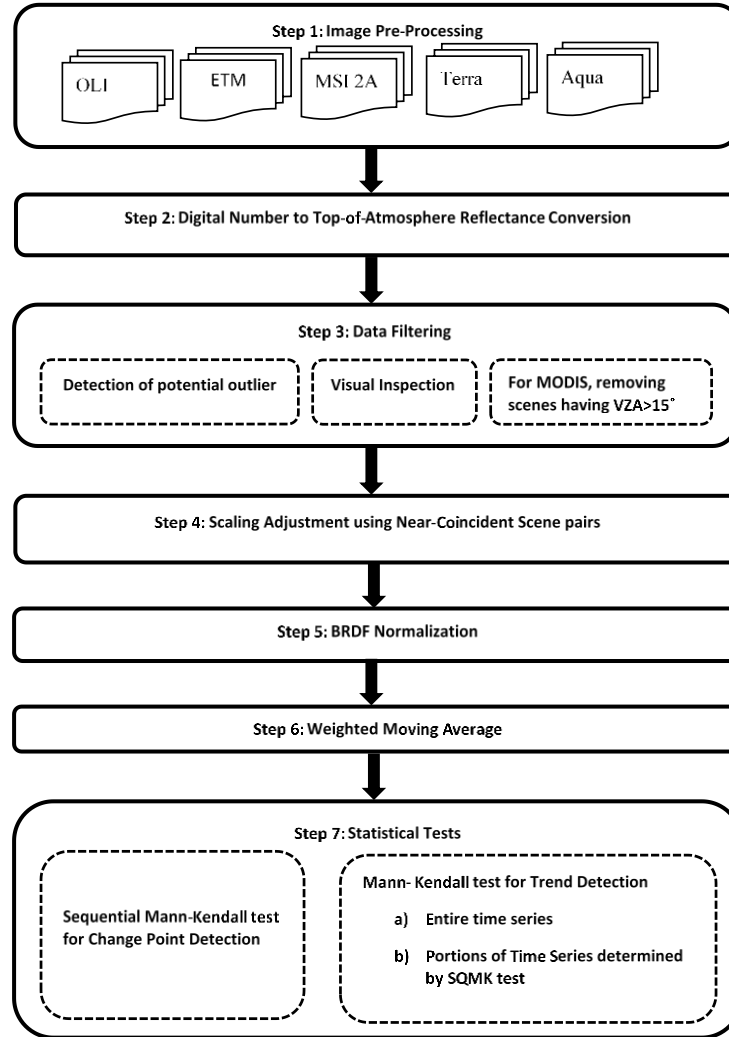 Step 1: Image Pre-Processing
OLI
ETM
MSI 2A
Terra
Aqua
Step 2: Digital Number to Top-of-Atmosphere Reflectance Conversion
Step 3: Data Filtering
Detection of potential outlier
Visual Inspection
For MODIS, removing
scenes having VZA>15˚
Step 4: Scaling Adjustment using Near-Coincident Scene pairs
Step 5: BRDF Normalization
Step 6: Weighted Moving Average
Step 7: Statistical Tests
Sequential Mann-Kendall test
for Change Point Detection
Mann- Kendall test for Trend Detection
a) Entire time series
b) Portions of Time Series determined
by SQMK test